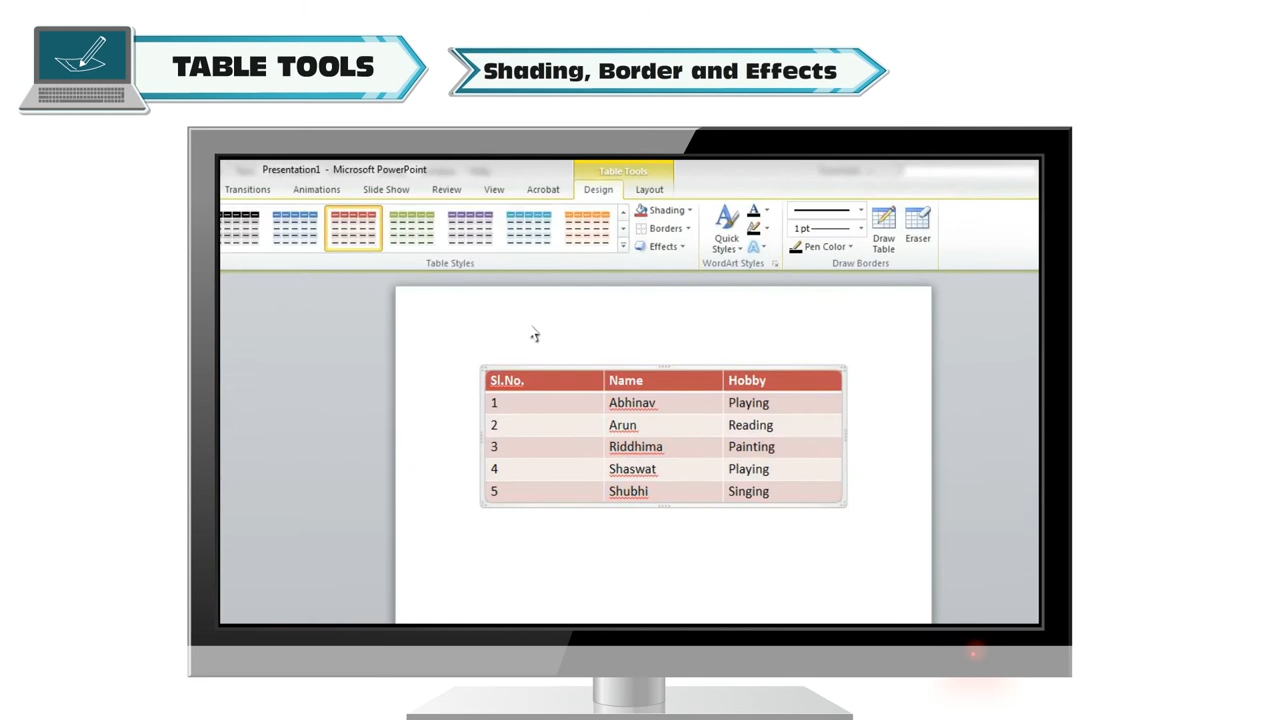 TABLE TOOLS
Shading, Border and Effects
Presentation1 - Microsoft PowerPoint
Table Tools
Transitions Animations Slide Show Review View Acrobat Design Layout
Shading
Borders
Effects
Quick Styles
A
A
A
1 pt
Pen Color
Draw Table
Eraser
Table Styles WordArt Styles Draw Borders
Sl.No. Name Hobby
1 Abhinav Playing
2 Arun Reading
3 Riddhima Painting
4 Shaswat Playing
5 Shubhi Singing